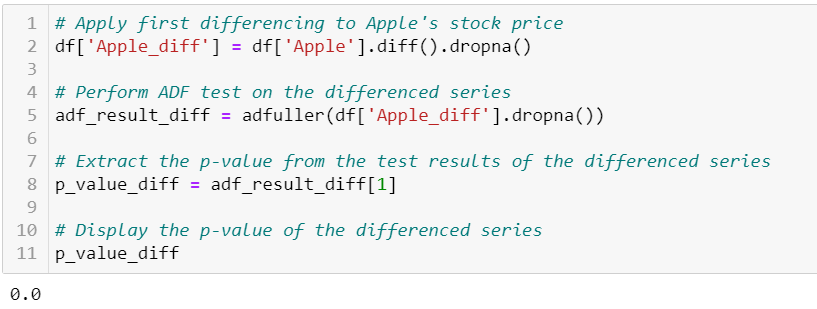 1 # Apply first differencing to Apple's stock price
2 df['Apple_diff'] = df['Apple'].diff().dropna()
3
4 # Perform ADF test on the differenced series
5 adf_result_diff = adfuller(df['Apple_diff'].dropna())
6
7 # Extract the p-value from the test results of the differenced series
8 p_value_diff = adf_result_diff[1]
9
10 # Display the p-value of the differenced series
11 p_value_diff
0.0